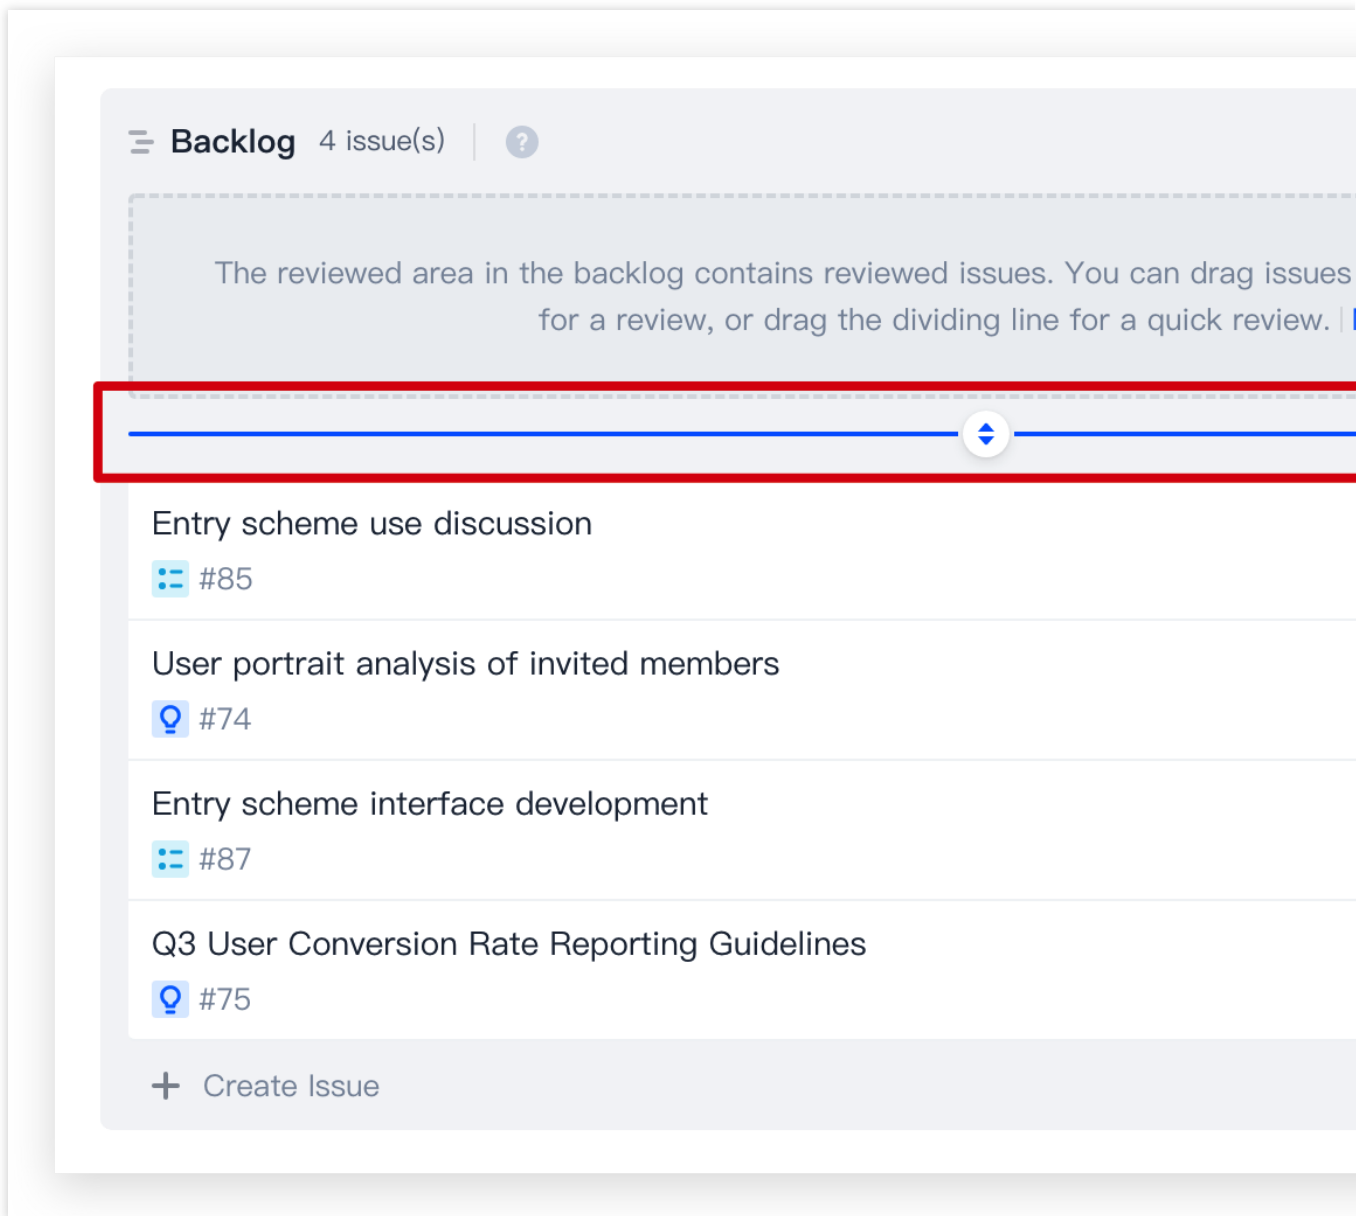 Backlog 4 issue(s) ?
The reviewed area in the backlog contains reviewed issues. You can drag issues
for a review, or drag the dividing line for a quick review.
Entry scheme use discussion
#85
User portrait analysis of invited members
#74
Entry scheme interface development
#87
Q3 User Conversion Rate Reporting Guidelines
#75
Create Issue